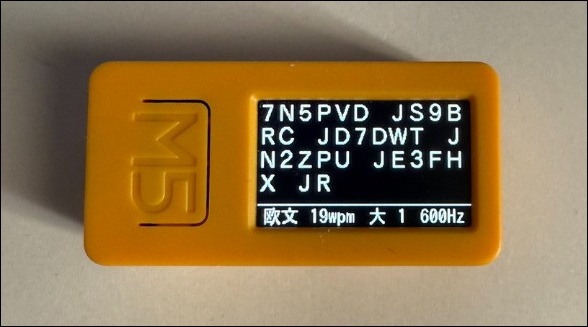 M5
7N5PVD JS9B
RC JD7DWT J
N2ZPU JE3FH
X JR
欧文 19wpm 大 1 600Hz